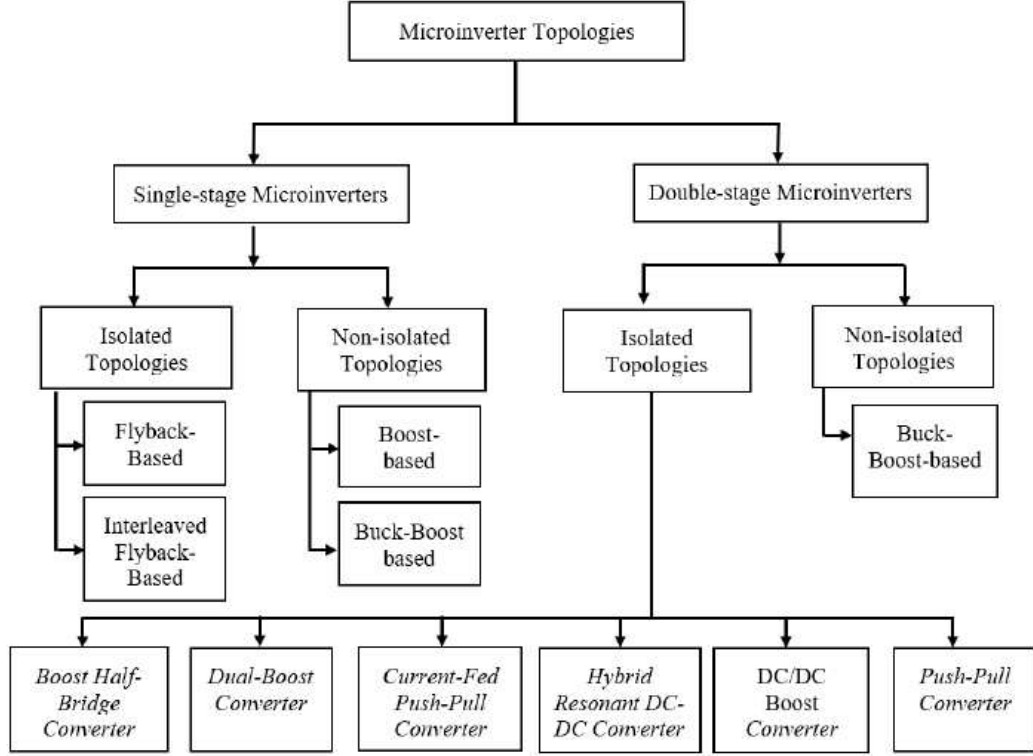 Microinverter Topologies
Single-stage Microinverters
Double-stage Microinverters
Isolated
Topologies
Non-isolated
Topologies
Isolated
Topologies
Non-isolated
Topologies
Flyback-
Based
Boost-
based
Buck-
Boost-based
Interleaved
Flyback-
Based
Buck-Boost
based
Boost Half-
Bridge
Converter
Dual-Boost
Converter
Current-Fed
Push-Pull
Converter
Hybrid
Resonant DC-
DC Converter
DC/DC
Boost
Converter
Push-Pull
Converter